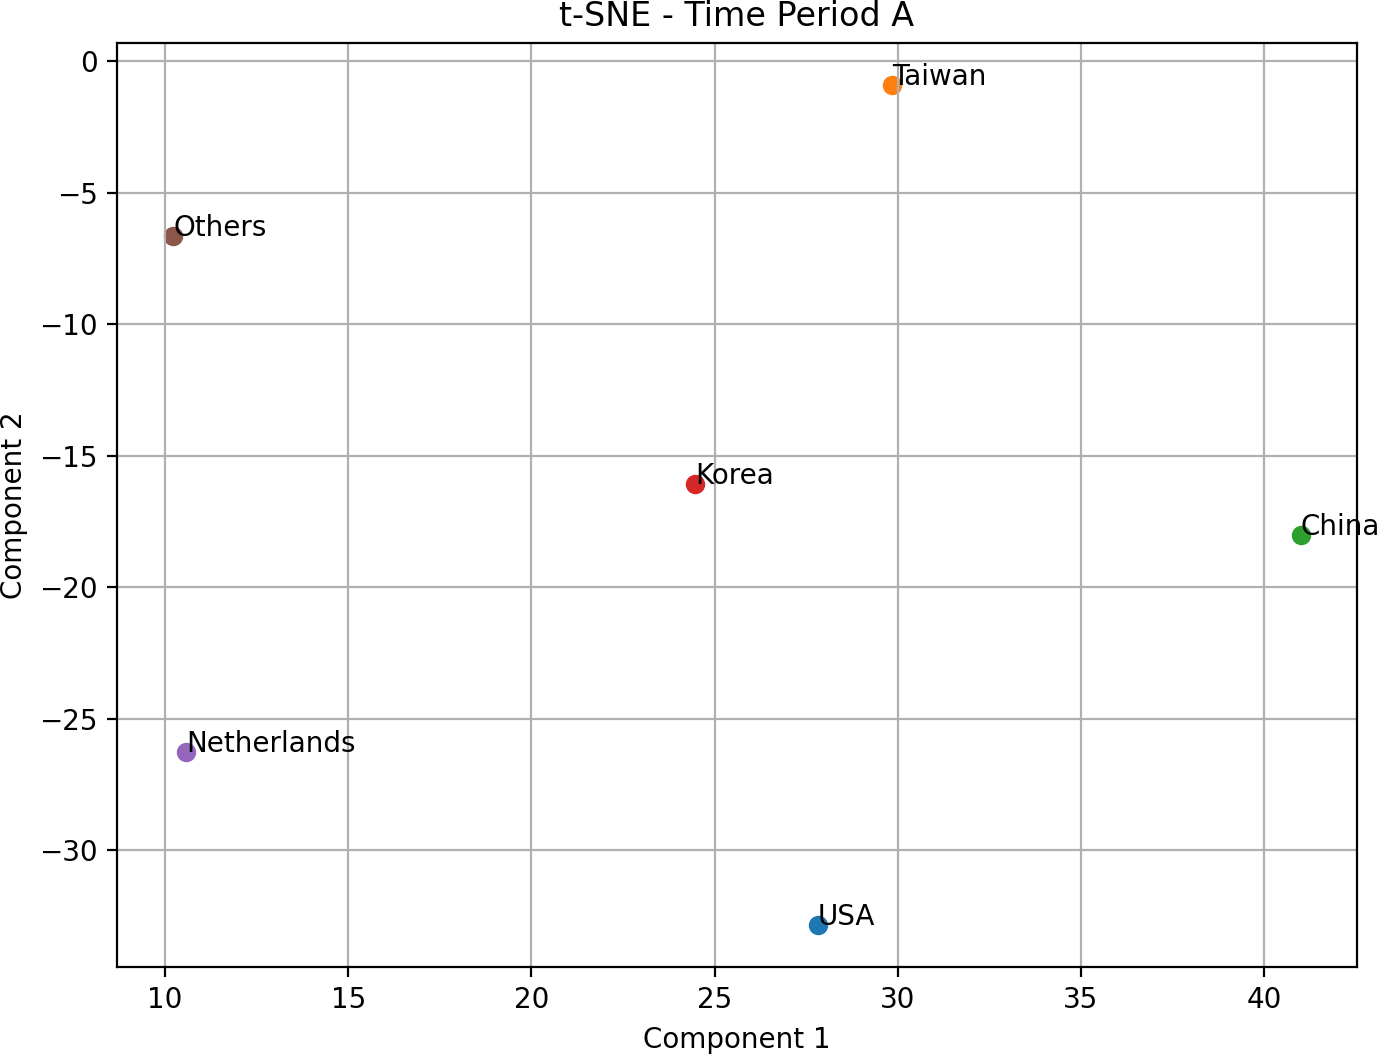 t-SNE - Time Period A
0
−5
−10
−15
−20
−25
−30
Component 2
Taiwan
Others
Korea
China
Netherlands
USA
10 15 20 25 30 35 40
Component 1